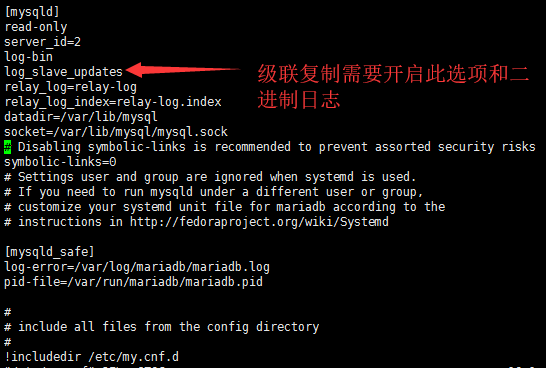 [mysqld]
read-only
server_id=2
log-bin
log_slave_updates
级联复制需要开启此选项和二
进制日志
relay_log=relay-log
relay_log_index=relay-log.index
datadir=/var/lib/mysql
socket=/var/lib/mysql/mysql.sock
# Disabling symbolic-links is recommended to prevent assorted security risks
symbolic-links=0
# Settings user and group are ignored when systemd is used.
# If you need to run mysqld under a different user or group,
# customize your systemd unit file for mariadb according to the
# instructions in http://fedoraproject.org/wiki/Systemd
[mysqld_safe]
log-error=/var/log/mariadb/mariadb.log
pid-file=/var/run/mariadb/mariadb.pid
#
# include all files from the config directory
#
!includedir /etc/my.cnf.d